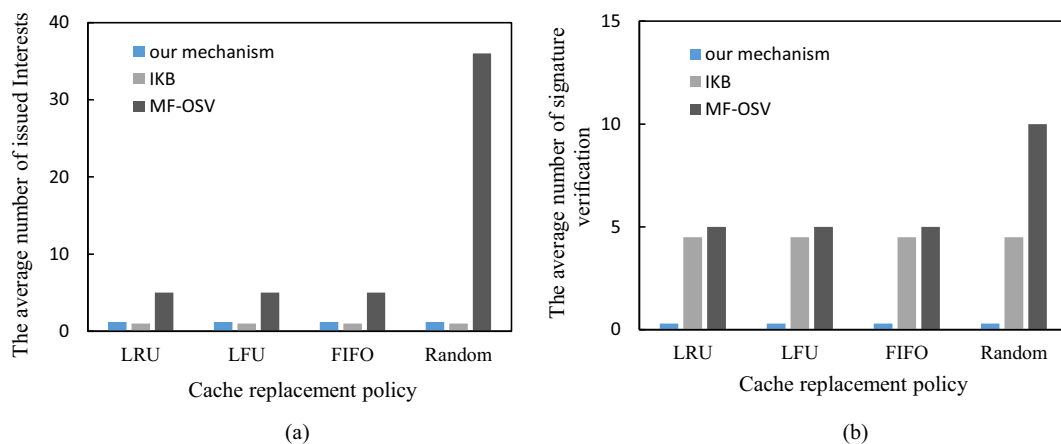 The average number of issued Interests
40
30
20
10
0
our mechanism
IKB
MF-OSV
LRU
LFU
FIFO
Random
Cache replacement policy
(a)
The average number of signature
verification
15
10
5
0
our mechanism
IKB
MF-OSV
LRU
LFU
FIFO
Random
Cache replacement policy
(b)